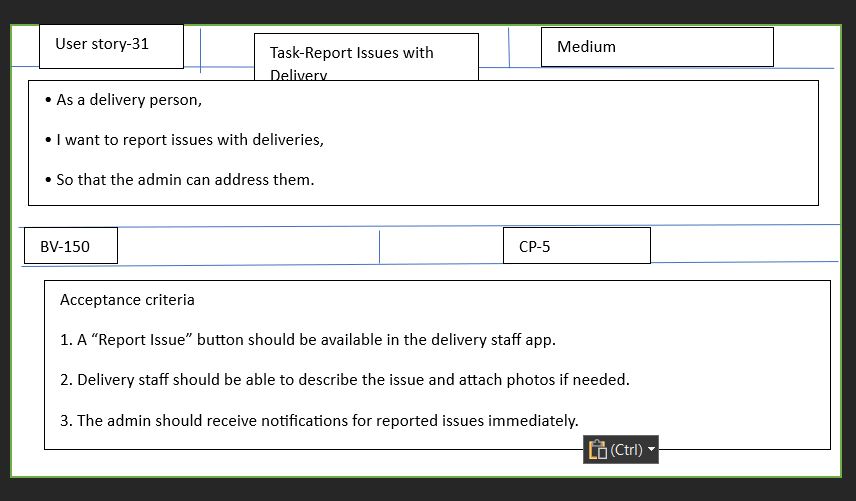 User story-31
Task-Report Issues with
Delivery
Medium
• As a delivery person,
• I want to report issues with deliveries,
• So that the admin can address them.
BV-150
CP-5
Acceptance criteria
1. A “Report Issue” button should be available in the delivery staff app.
2. Delivery staff should be able to describe the issue and attach photos if needed.
3. The admin should receive notifications for reported issues immediately.
(Ctrl)